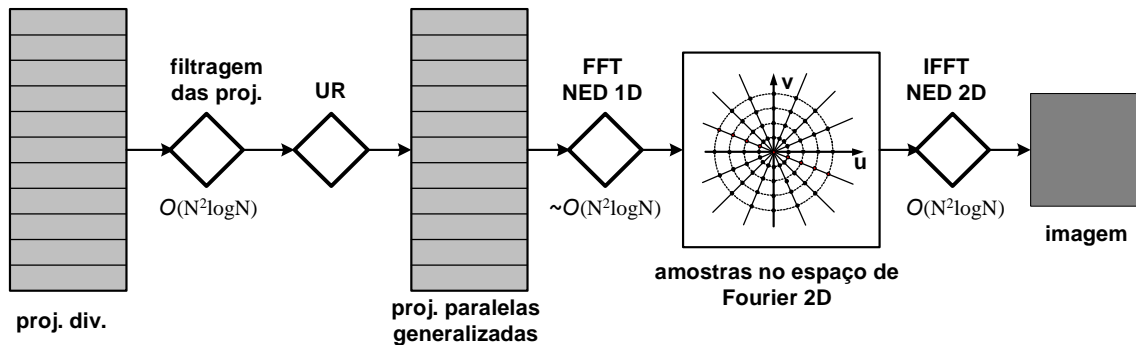 proj. div.
filtragem
das proj.
O(N²logN)
UR
proj. paralelas
generalizadas
FFT
NED 1D
~O(N²logN)
v
u
amostras no espaço de
Fourier 2D
IFFT
NED 2D
O(N²logN)
imagem